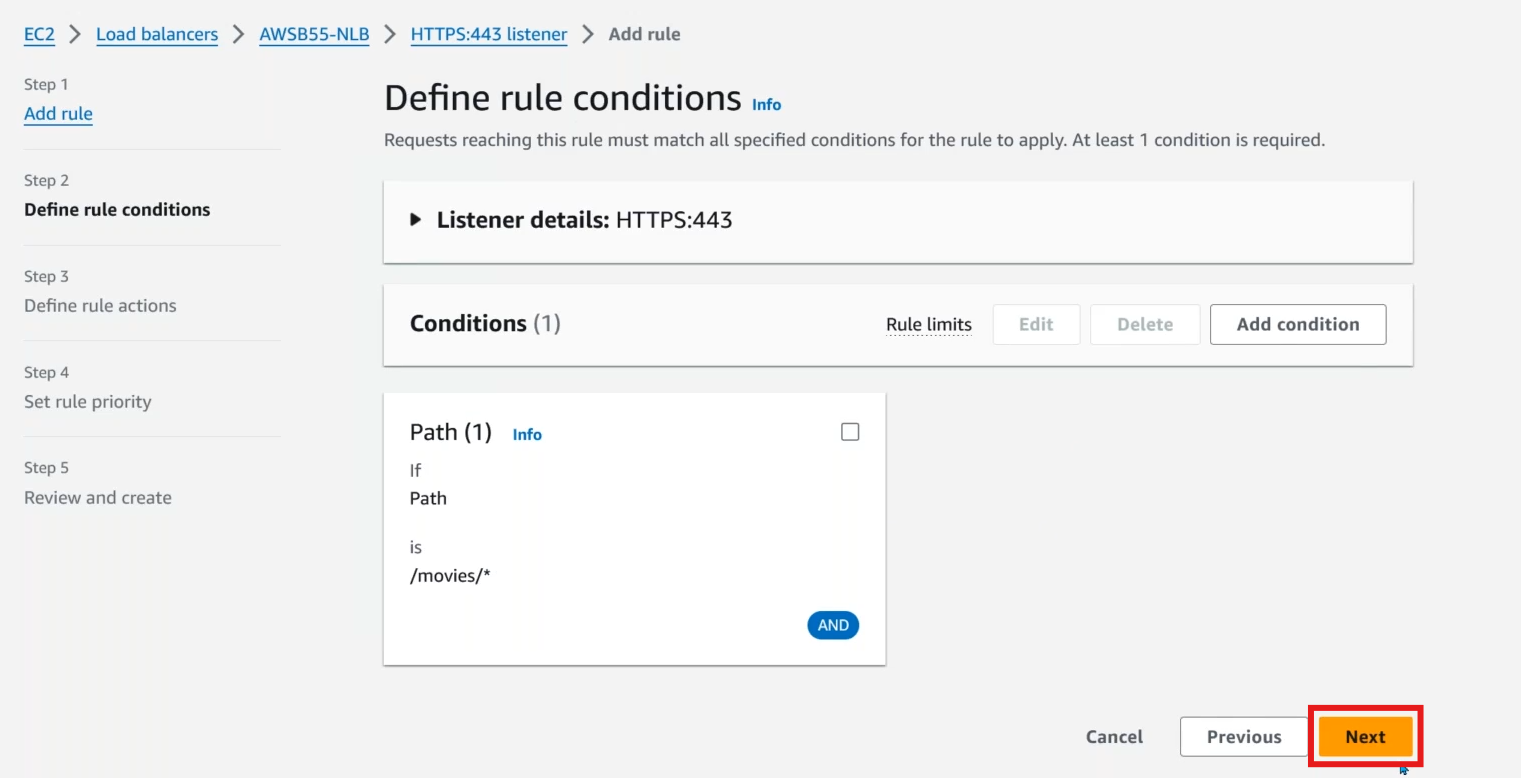 EC2 > Load balancers > AWSB55-NLB > HTTPS:443 listener > Add rule
Step 1
Add rule
Step 2
Define rule conditions
Step 3
Define rule actions
Step 4
Set rule priority
Step 5
Review and create
Define rule conditions Info
Requests reaching this rule must match all specified conditions for the rule to apply. At least 1 condition is required.
Listener details: HTTPS:443
Conditions (1) Rule limits Edit Delete Add condition
Path (1) Info
If
Path
is
/movies/*
AND
Cancel Previous Next